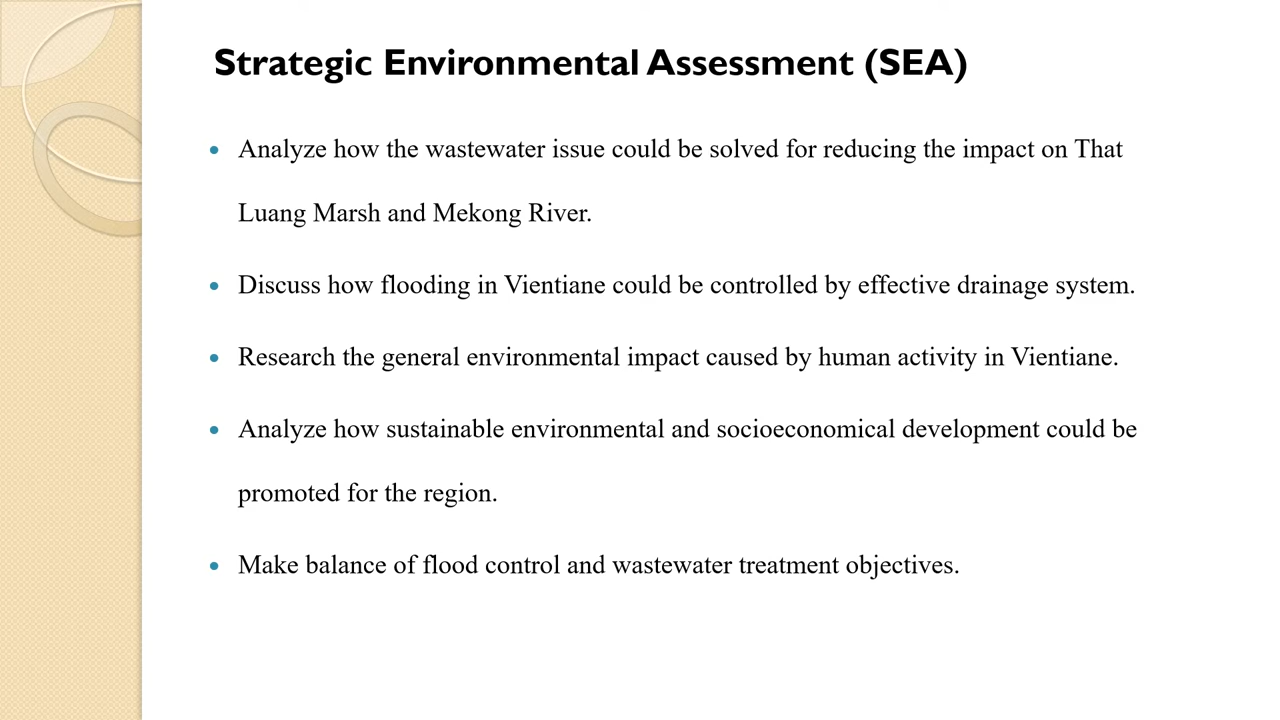 Strategic Environmental Assessment (SEA)
• Analyze how the wastewater issue could be solved for reducing the impact on That
Luang Marsh and Mekong River.
• Discuss how flooding in Vientiane could be controlled by effective drainage system.
• Research the general environmental impact caused by human activity in Vientiane.
• Analyze how sustainable environmental and socioeconomical development could be
promoted for the region.
• Make balance of flood control and wastewater treatment objectives.